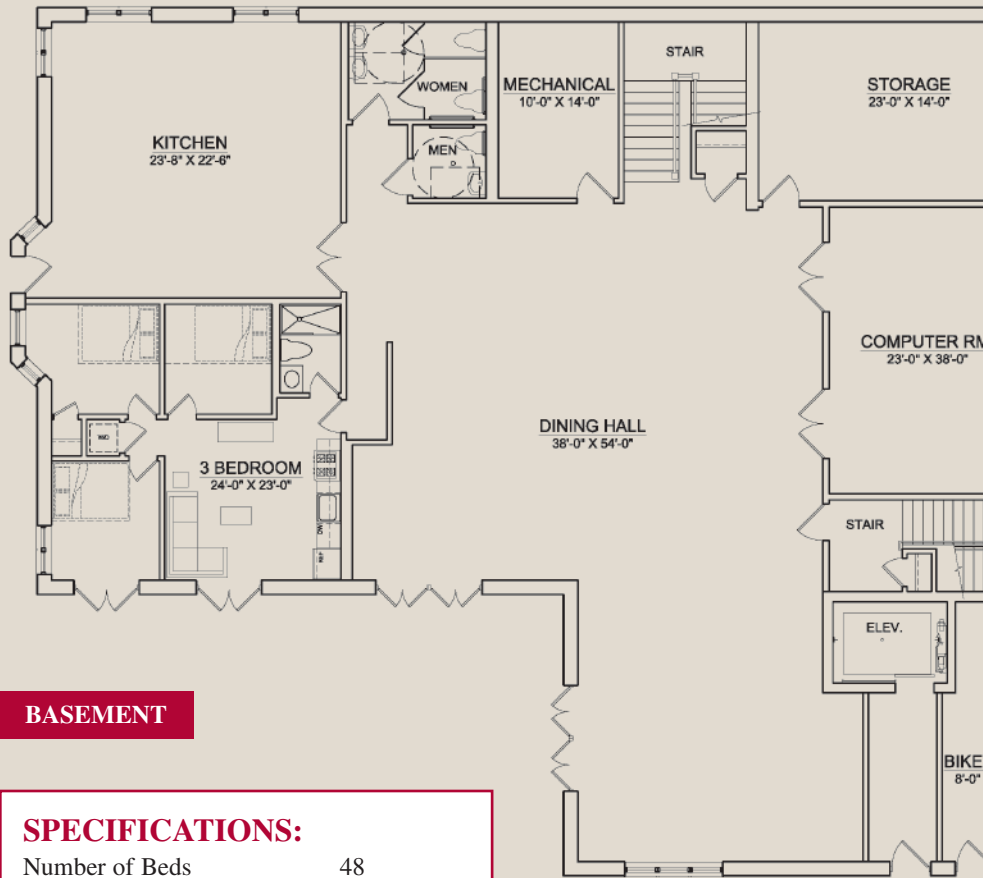 STAIR
WOMEN
MECHANICAL
10'-0" X 14'-0"
STORAGE
23'-0" X 14'-0"
KITCHEN
23'-8" X 22'-6"
MEN
COMPUTER RM
23'-0" X 38'-0"
DINING HALL
38'-0" X 54'-0"
3 BEDROOM
24'-0" X 23'-0"
W/D
DW
REF
STAIR
ELEV.
BASEMENT
BIKE
8'-0"
SPECIFICATIONS:
Number of Beds 48